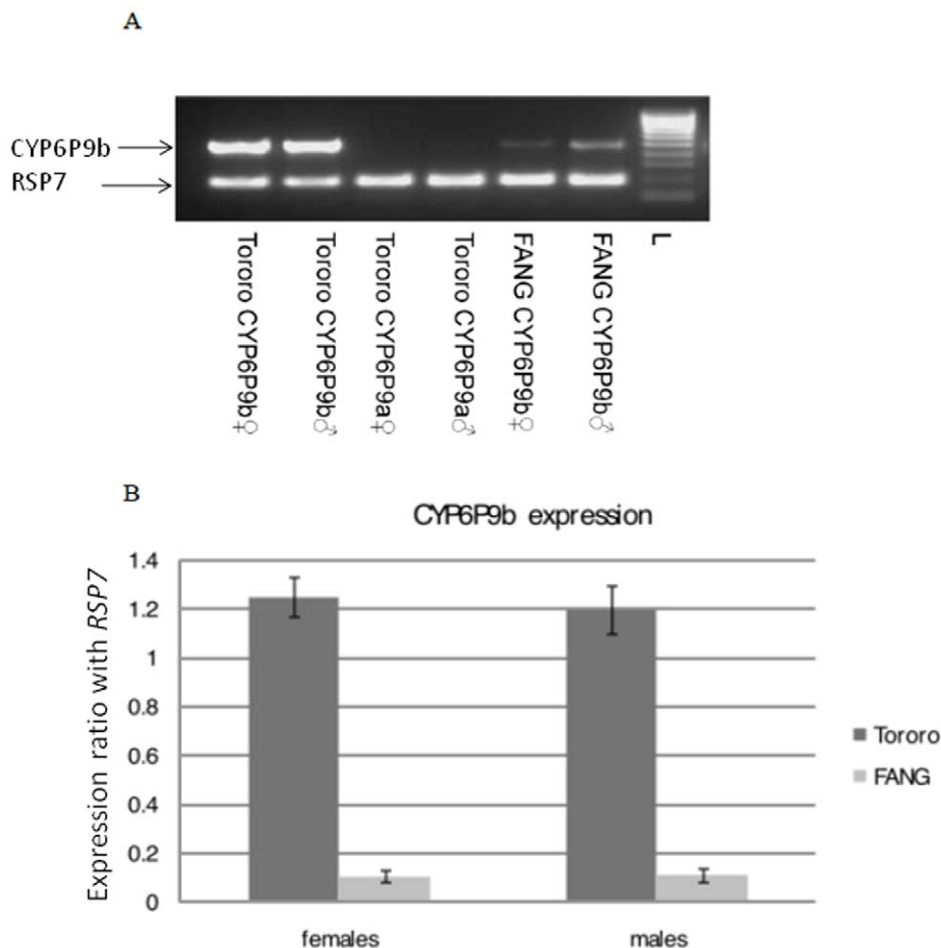 A
CYP6P9b
RSP7
Tororo CYP6P9b♀
Tororo CYP6P9b♂
Tororo CYP6P9a♀
Tororo CYP6P9a♂
FANG CYP6P9b♀
FANG CYP6P9b♂
L
B
CYP6P9b expression
Expression ratio with RSP7
1.4
1.2
1
0.8
0.6
0.4
0.2
0
females
males
Tororo
FANG